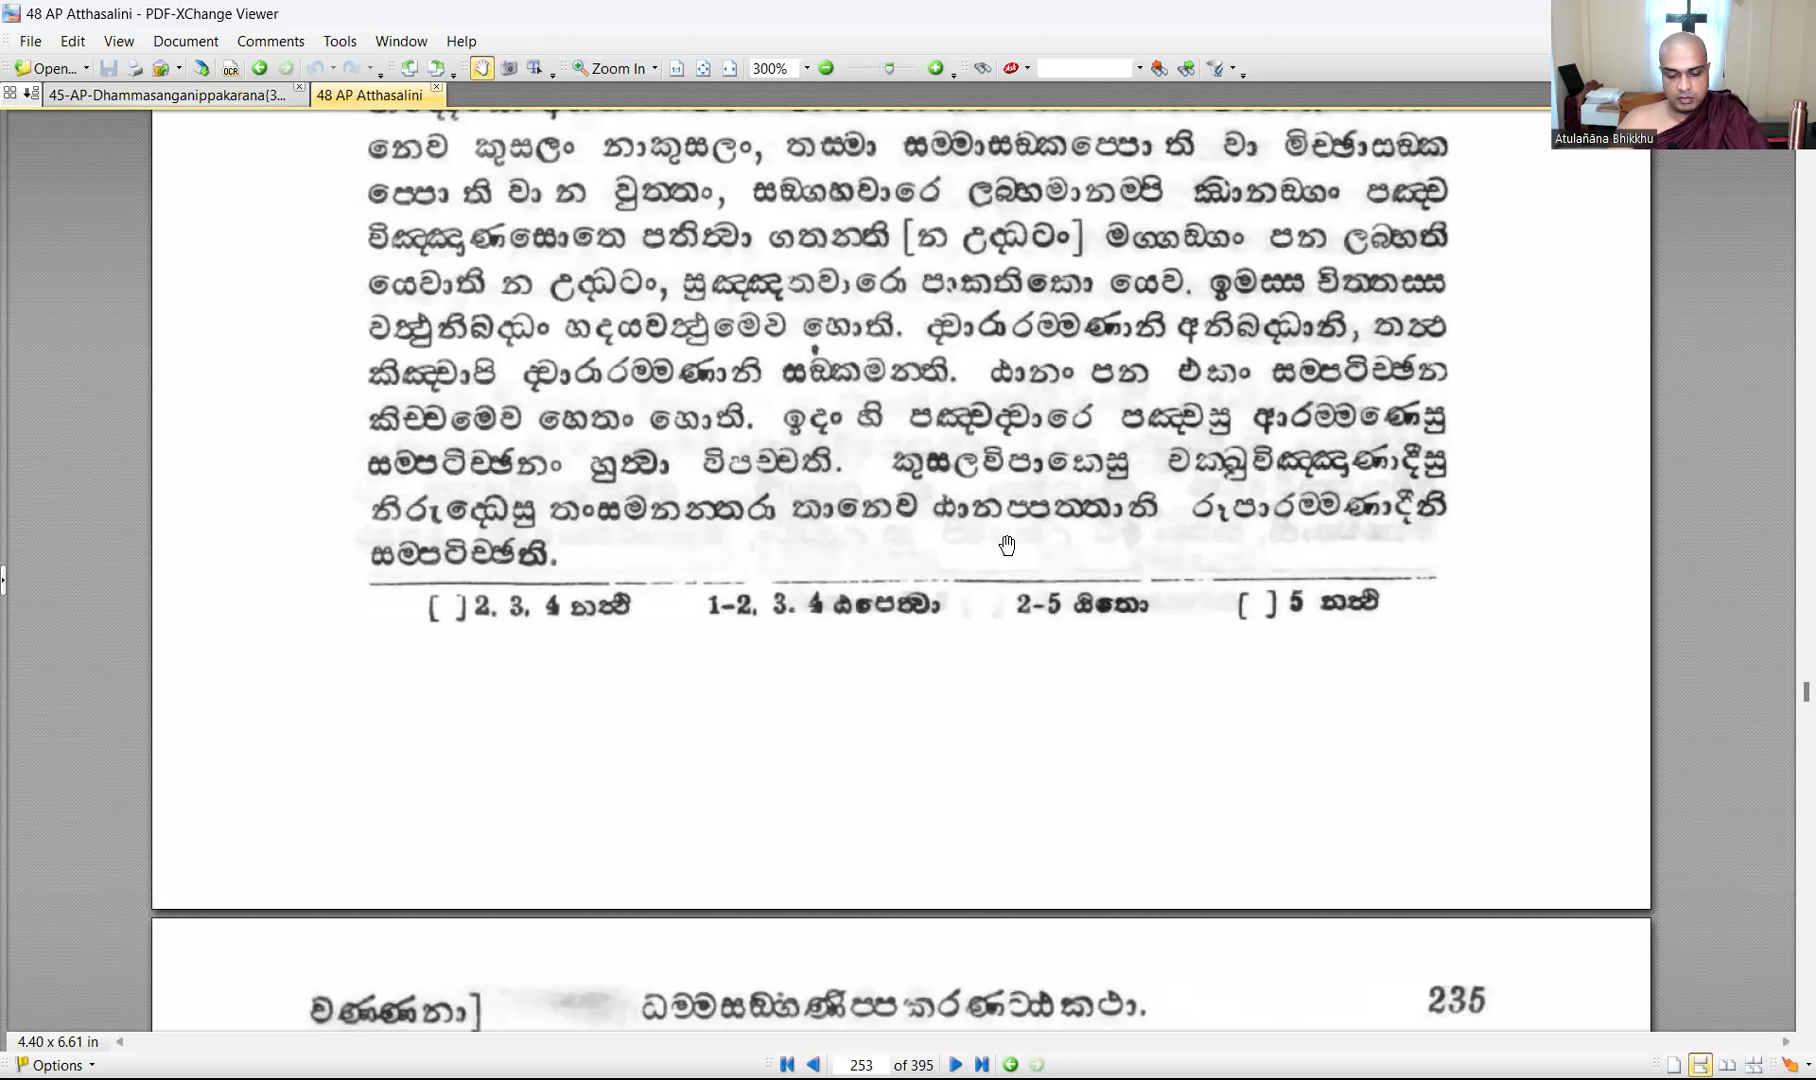 48 AP Atthasalini - PDF-XChange Viewer
File Edit View Document Comments Tools Window Help
Open... OCR Zoom In 300%
45-AP-Dhammasanganippakarana(3... 48 AP Atthasalini
Atulañāna Bhikkhu
නෙව කුසලං නාකුසලං, තස්මා සම්මාසඞ්කප්පො ති වා මිච්ඡාසඞ්ක
ප්පො ති වා න වුත්තං, සඞ්ගහවාරෙ ලබ්භමානම්පි ඣානඞ්ගං පඤ්ච
විඤ්ඤාණසොතෙ පතිත්වා ගතන්ති [න උද්ධටං] මග්ගඞ්ගං පන ලබ්භති
යෙවාති න උද්ධටං, සුඤ්ඤතවාරො පාකතිකො යෙව. ඉමස්ස චිත්තස්ස
වත්ථුනිබද්ධං හදයවත්ථුමෙව හොති. ද්වාරාරම්මණානි අනිබද්ධානි, තත්ථ
කිඤ්චාපි ද්වාරාරම්මණානි සඞ්කමන්ති. ඨානං පන එකං සම්පටිච්ඡන
කිච්චමෙව හෙතං හොති. ඉදං හි පඤ්චද්වාරෙ පඤ්චසු ආරම්මණෙසු
සම්පටිච්ඡනං හුත්වා විපච්චති. කුසලවිපාකෙසු චක්ඛුවිඤ්ඤාණාදීසු
නිරුද්ධෙසු තංසමනන්තරා තානෙව ඨානප්පත්තානි රූපාරම්මණාදීනි
සම්පටිච්ඡති.
[ ] 2. 3. 4 නත්ථි 1-2. 3. 4 ඨපෙත්වා 2-5 ඨිතො [ ] 5 නත්ථි
වණ්ණනා] ධම්මසඞ්ගණිප්පකරණට්ඨකථා. 235
4.40 x 6.61 in
Options 253 of 395